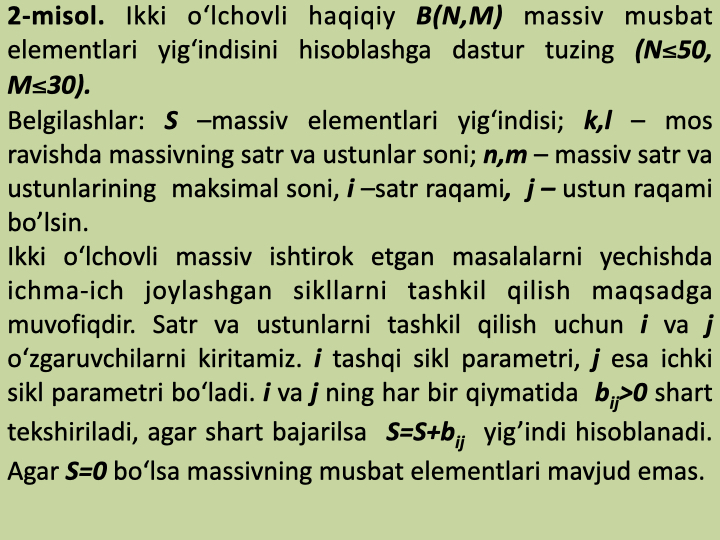 2-misol. Ikki o‘lchovli haqiqiy B(N,M) massiv musbat
elementlari yig‘indisini hisoblashga dastur tuzing (N≤50,
M≤30).
Belgilashlar: S –massiv elementlari yig‘indisi; k,l – mos
ravishda massivning satr va ustunlar soni; n,m – massiv satr va
ustunlarining maksimal soni, i –satr raqami, j – ustun raqami
bo’lsin.
Ikki o‘lchovli massiv ishtirok etgan masalalarni yechishda
ichma-ich joylashgan sikllarni tashkil qilish maqsadga
muvofiqdir. Satr va ustunlarni tashkil qilish uchun i va j
o‘zgaruvchilarni kiritamiz. i tashqi sikl parametri, j esa ichki
sikl parametri bo‘ladi. i va j ning har bir qiymatida bij>0 shart
tekshiriladi, agar shart bajarilsa S=S+bij yig’indi hisoblanadi.
Agar S=0 bo‘lsa massivning musbat elementlari mavjud emas.